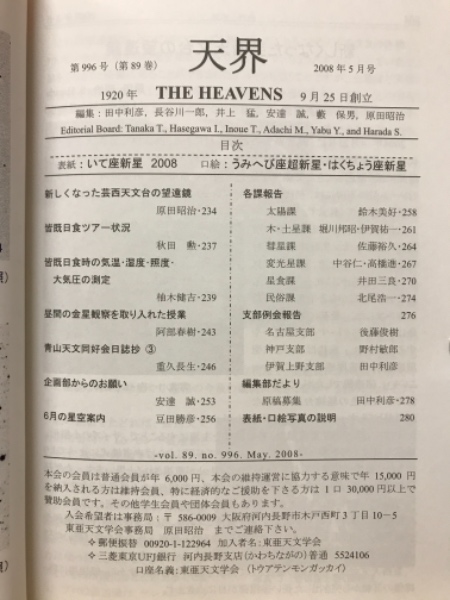 天界
第996号 (第89巻)
2008年5月号
1920年 THE HEAVENS 9月25日創立
編集:田中利彦, 長谷川一郎, 井上 猛, 安達 誠, 藪 保男, 原田昭治
Editorial Board: Tanaka T., Hasegawa I., Inoue T., Adachi M., Yabu Y., and Harada S.
目次
表紙:いて座新星 2008 口絵:うみへび座超新星・はくちょう座新星
新しくなった芸西天文台の望遠鏡
原田昭治・234
皆既日食ツアー状況
秋田 勳・237
皆既日食時の気温・湿度・照度・
大気圧の測定
柚木健吉・239
昼間の金星観察を取り入れた授業
阿部春樹・243
青山天文同好会日誌抄 ③
重久長生・246
企画部からのお願い
安達 誠・253
6月の星空案内 豆田勝彦・256
各課報告
太陽課 鈴木美好・258
木・土星課 堀川邦昭・伊賀祐一・261
彗星課 佐藤裕久・264
変光星課 中谷仁・高橋進・267
星食課 井田三良・270
民俗課 北尾浩一・274
支部例会報告 276
名古屋支部 後藤俊樹
神戸支部 野村敏郎
伊賀上野支部 田中利彦
編集部だより
原稿募集 田中利彦・278
表紙・口絵写真の説明 280
-vol. 89. no. 996. May. 2008-
本会の会員は普通会員が年 6,000円, 本会の維持運営に協力する意味で年 15,000円
を納入される方は維持会員, 特に経済的なご援助を下さる方は1口 30,000円以上で
賛助会員です。その他学生会員や団体会員もあります。
入会希望者は事務局:〒 586-0009 大阪府河内長野市木戸西町3丁目10-5
東亜天文学会事務局 原田昭治 までご連絡下さい。
◇郵便振替 00920-1-122964 加入者名:東亜天文学会
◇三菱東京UFJ銀行 河内長野支店(かわちながの)普通 5524106
口座名義:東亜天文学会 (トウアテンモンガッカイ)